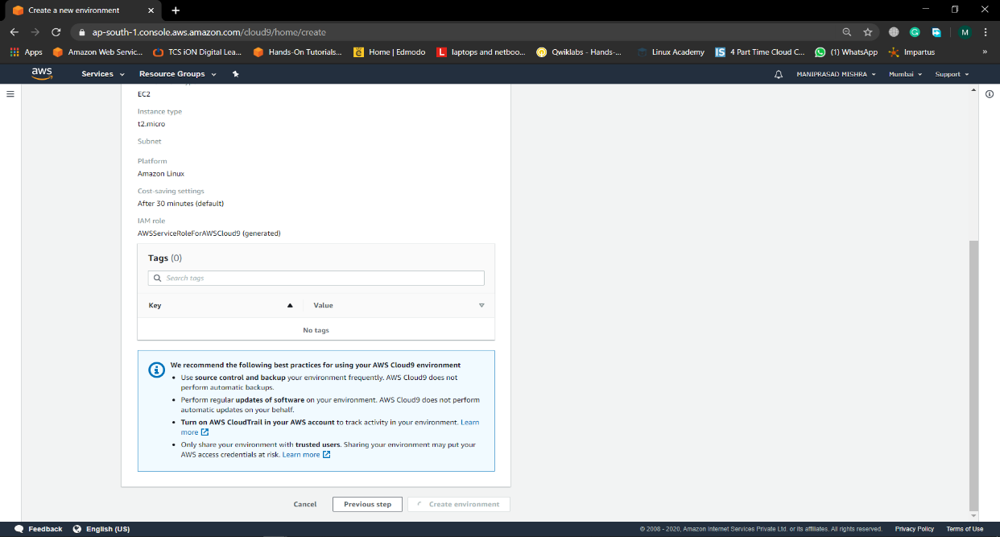 Create a new environment
ap-south-1.console.aws.amazon.com/cloud9/home/create
M
Apps
Amazon Web Servic...
TCS iON Digital Lea...
Hands-On Tutorials...
Home | Edmodo
L
laptops and netboo...
Qwiklabs - Hands-...
Linux Academy
IS
4 Part Time Cloud C...
(1) WhatsApp
Impartus
»
aws
Services
Resource Groups
MANIPRASAD MISHRA
Mumbai
Support
EC2
Instance type
t2.micro
Subnet
Platform
Amazon Linux
Cost-saving settings
After 30 minutes (default)
IAM role
AWSServiceRoleForAWSCloud9 (generated)
Tags (0)
Search tags
Key
Value
No tags
We recommend the following best practices for using your AWS Cloud9 environment
• Use source control and backup your environment frequently. AWS Cloud9 does not
perform automatic backups.
• Perform regular updates of software on your environment. AWS Cloud9 does not perform
automatic updates on your behalf.
• Turn on AWS CloudTrail in your AWS account to track activity in your environment. Learn
more
• Only share your environment with trusted users. Sharing your environment may put your
AWS access credentials at risk. Learn more
Cancel
Previous step
Create environment
Feedback
English (US)
© 2008 - 2020, Amazon Internet Services Private Ltd. or its affiliates. All rights reserved.
Privacy Policy
Terms of Use